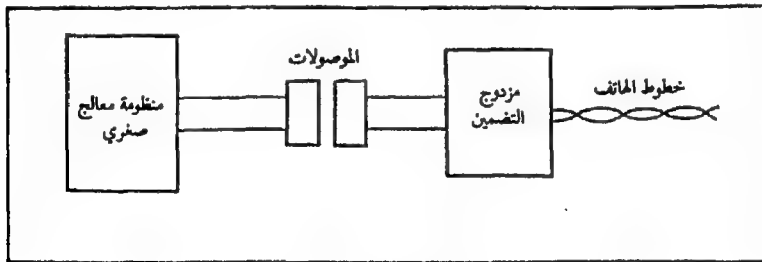 الموصولات
خطوط الهاتف
مزدوج
التضمين
منظومة معالج
صغري